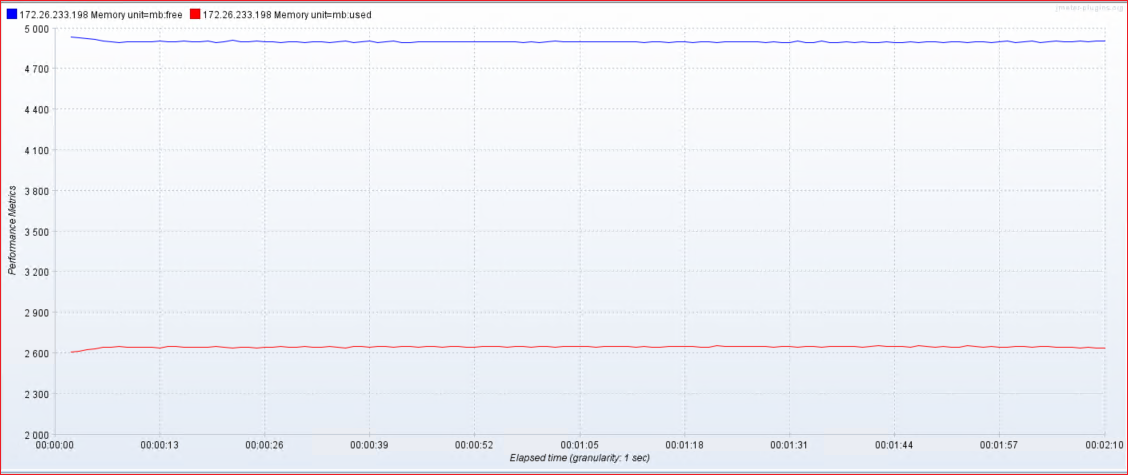 jmeter-plugins.org
172.26.233.198 Memory unit=mb:free 172.26.233.198 Memory unit=mb:used
5 000
4 700
4 400
4 100
3 800
3 500
3 200
2 900
2 600
2 300
2 000
Performance Metrics
00:00:00 00:00:13 00:00:26 00:00:39 00:00:52 00:01:05 00:01:18 00:01:31 00:01:44 00:01:57 00:02:10
Elapsed time (granularity: 1 sec)